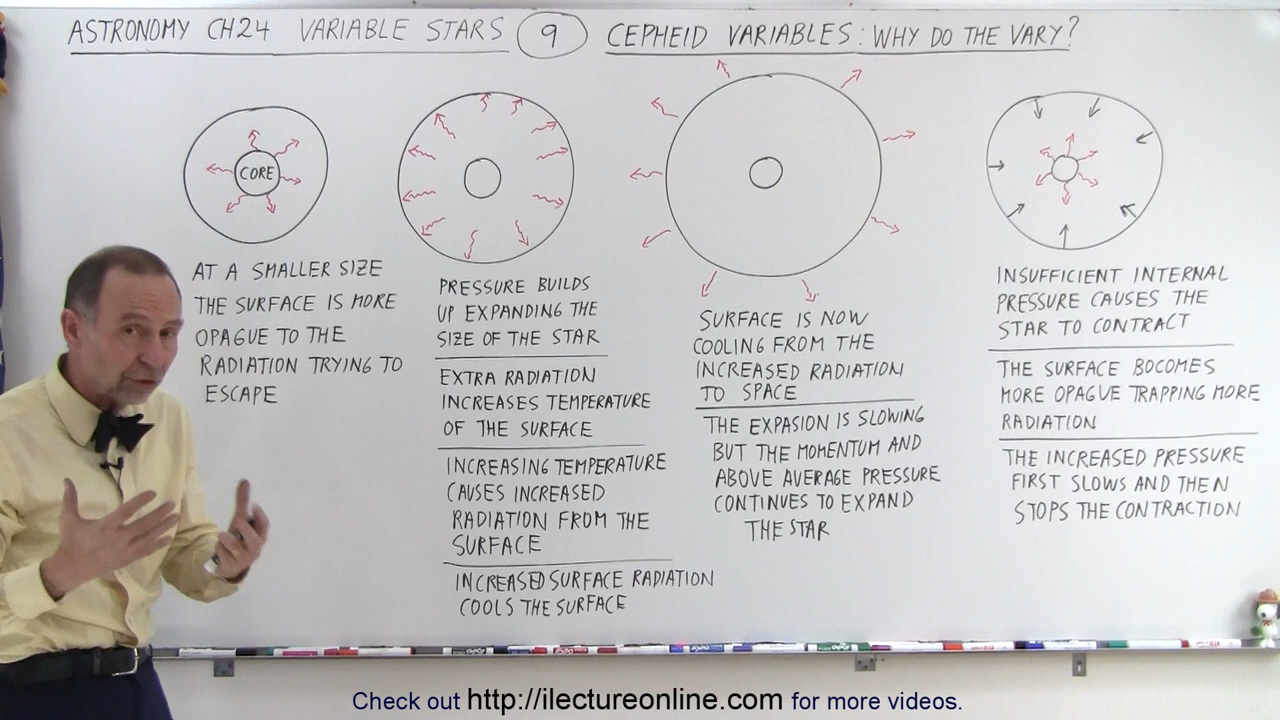 ASTRONOMY CH24 VARIABLE STARS 9 CEPHEID VARIABLES: WHY DO THE VARY?
CORE
AT A SMALLER SIZE
THE SURFACE IS MORE
OPAGUE TO THE
RADIATION TRYING TO
ESCAPE
PRESSURE BUILDS
UP EXPANDING THE
SIZE OF THE STAR
EXTRA RADIATION
INCREASES TEMPERATURE
OF THE SURFACE
INCREASING TEMPERATURE
CAUSES INCREASED
RADIATION FROM THE
SURFACE
INCREASED SURFACE RADIATION
COOLS THE SURFACE
SURFACE IS NOW
COOLING FROM THE
INCREASED RADIATION
TO SPACE
THE EXPASION IS SLOWING
BUT THE MOMENTUM AND
ABOVE AVERAGE PRESSURE
CONTINUES TO EXPAND
THE STAR
INSUFFICIENT INTERNAL
PRESSURE CAUSES THE
STAR TO CONTRACT
THE SURFACE BOCOMES
MORE OPAGUE TRAPPING MORE
RADIATION
THE INCREASED PRESSURE
FIRST SLOWS AND THEN
STOPS THE CONTRACTION
Check out http://ilectureonline.com for more videos.